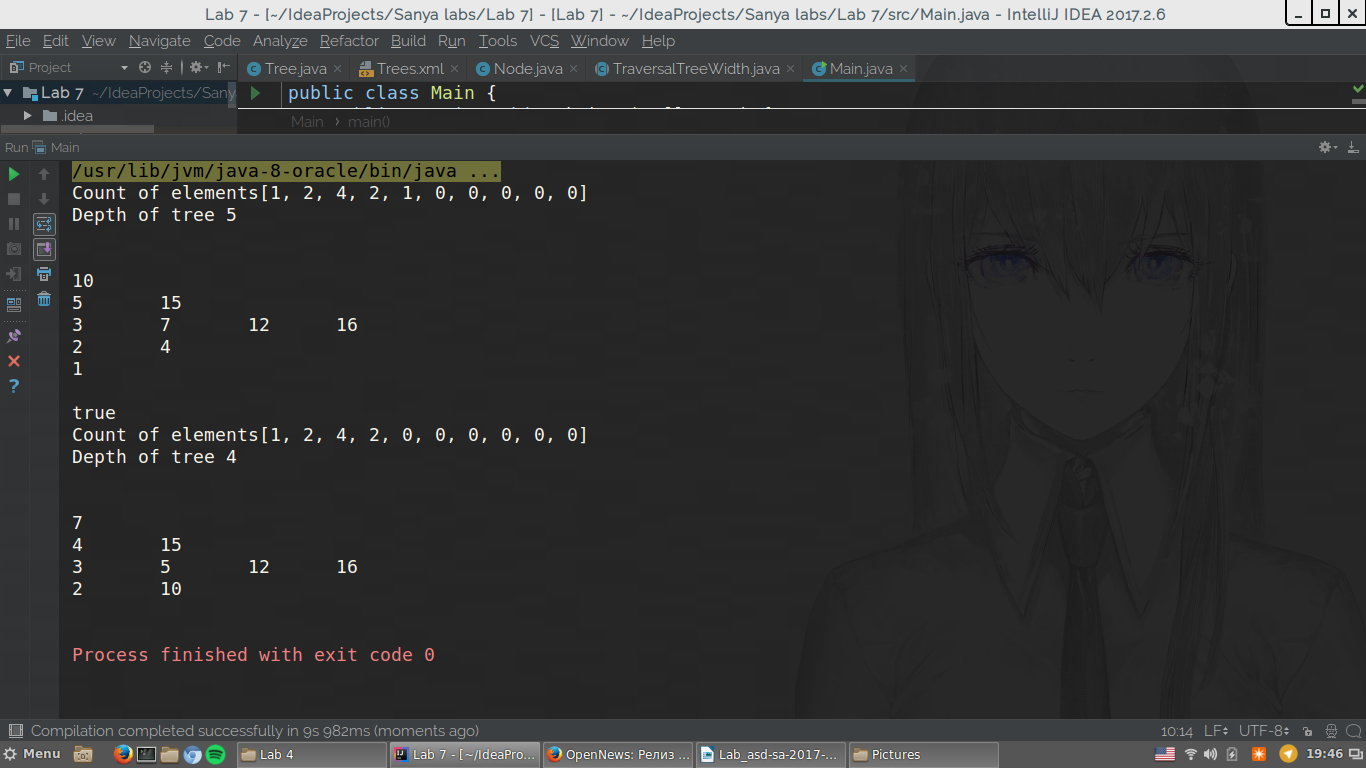 Lab 7 - [~/IdeaProjects/Sanya labs/Lab 7] - [Lab 7] - ~/IdeaProjects/Sanya labs/Lab 7/src/Main.java - IntelliJ IDEA 2017.2.6
File Edit View Navigate Code Analyze Refactor Build Run Tools VCS Window Help
Project
Tree.java Trees.xml Node.java TraversalTreeWidth.java Main.java
Lab 7 ~/IdeaProjects/Sany
public class Main {
.idea
Main › main()
Run Main
/usr/lib/jvm/java-8-oracle/bin/java ...
Count of elements[1, 2, 4, 2, 1, 0, 0, 0, 0, 0]
Depth of tree 5
10
5 15
3 7 12 16
2 4
1
true
Count of elements[1, 2, 4, 2, 0, 0, 0, 0, 0, 0]
Depth of tree 4
7
4 15
3 5 12 16
2 10
Process finished with exit code 0
Compilation completed successfully in 9s 982ms (moments ago)
10:14 LF UTF-8
Menu Lab 4 Lab 7 - [~/IdeaPro... OpenNews: Релиз ... Lab_asd-sa-2017-... Pictures 19:46